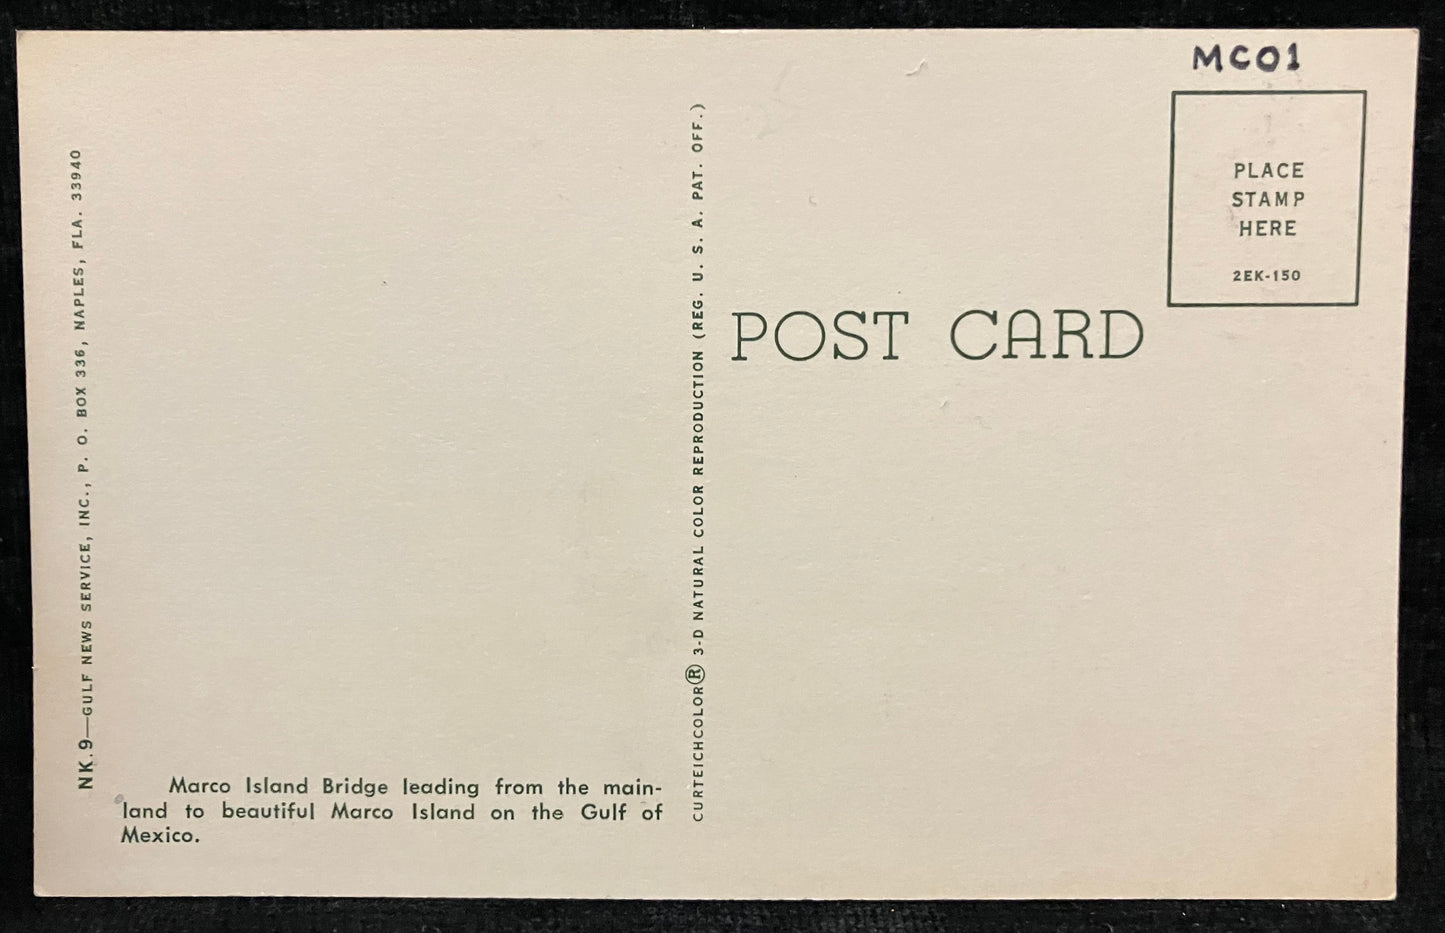 MC01
PLACE
STAMP
HERE
2EK-150
POST CARD
NK.9—GULF NEWS SERVICE, INC., P. O. BOX 336, NAPLES, FLA. 33940
CURTEICHCOLOR® 3-D NATURAL COLOR REPRODUCTION (REG. U. S. A. PAT. OFF.)
Marco Island Bridge leading from the main-
land to beautiful Marco Island on the Gulf of
Mexico.